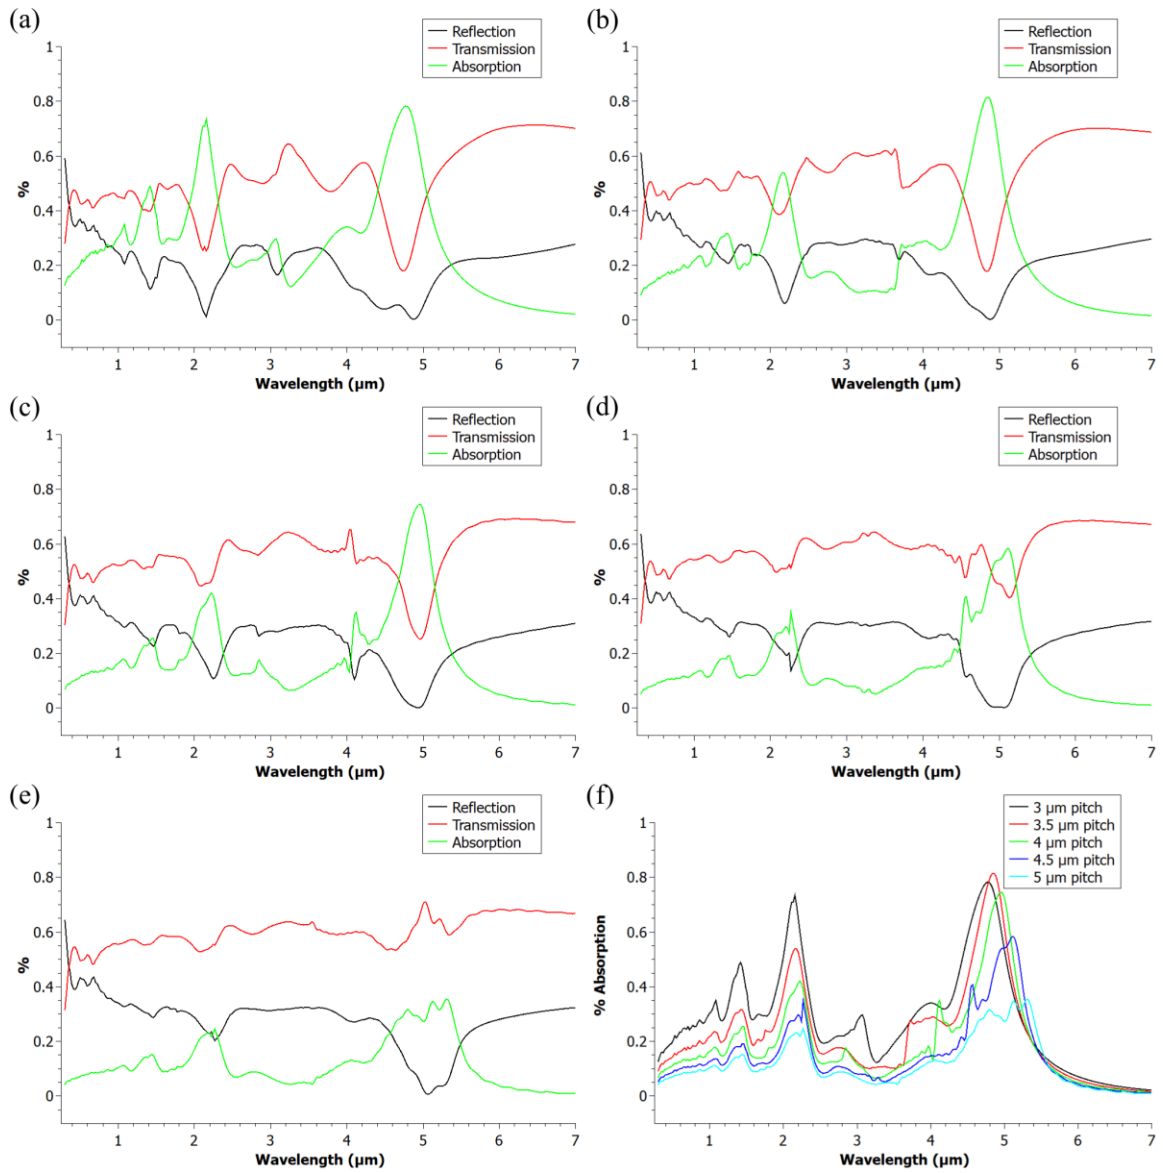 (a)
Reflection
Transmission
Absorption
1
0.8
0.6
%
0.4
0.2
0
1 2 3 4 5 6 7
Wavelength (µm)
(b)
Reflection
Transmission
Absorption
1
0.8
0.6
%
0.4
0.2
0
1 2 3 4 5 6 7
Wavelength (µm)
(c)
Reflection
Transmission
Absorption
1
0.8
0.6
%
0.4
0.2
0
1 2 3 4 5 6 7
Wavelength (µm)
(d)
Reflection
Transmission
Absorption
1
0.8
0.6
%
0.4
0.2
0
1 2 3 4 5 6 7
Wavelength (µm)
(e)
Reflection
Transmission
Absorption
1
0.8
0.6
%
0.4
0.2
0
1 2 3 4 5 6 7
Wavelength (µm)
(f)
3 µm pitch
3.5 µm pitch
4 µm pitch
4.5 µm pitch
5 µm pitch
1
0.8
0.6
% Absorption
0.4
0.2
0
1 2 3 4 5 6 7
Wavelength (µm)